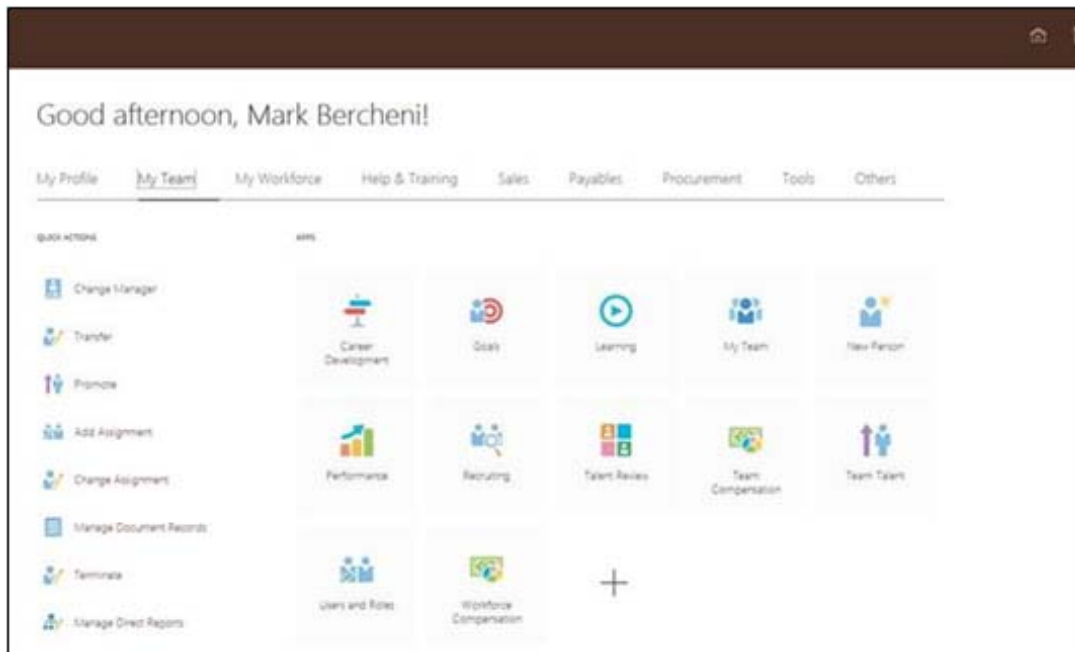 Good afternoon, Mark Bercheni!
My Profile My Team My Workforce Help & Training Sales Payables Procurement Tools Others
QUICK ACTIONS
APPS
Change Manager
Transfer
Promote
Add Assignment
Change Assignment
Manage Document Records
Terminate
Manage Direct Reports
Career
Development
Goals
Learning
My Team
New Person
Performance
Recruiting
Talent Review
Team
Compensation
Team Talent
Users and Roles
Workforce
Compensation